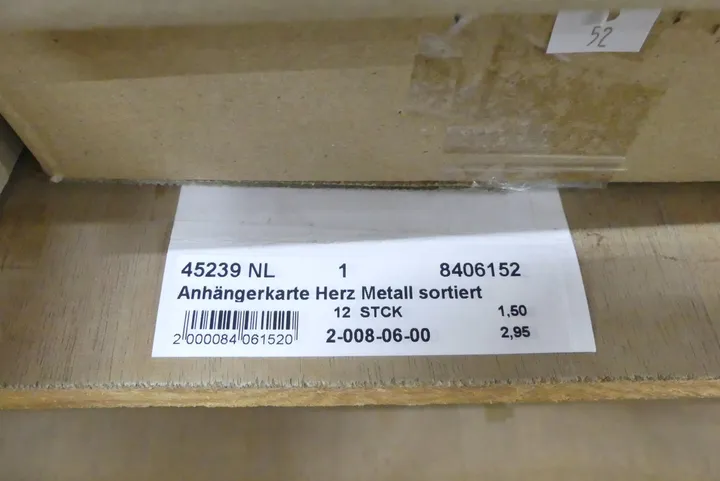 52
45239 NL 1 8406152
Anhängerkarte Herz Metall sortiert
12 STCK 1,50
2-008-06-00 2,95
2 000084 061520